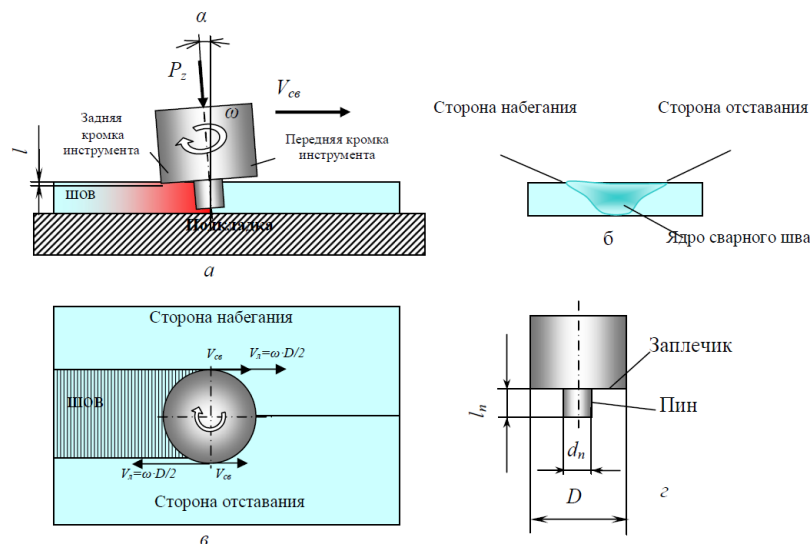 α
P_z
V_св
ω
Задняя
кромка
инструмента
Передняя кромка
инструмента
l
шов
Подкладка
а
Сторона набегания
Сторона отставания
Ядро сварного шва
б
Сторона набегания
V_св
V_л=ω·D/2
шов
V_л=ω·D/2
V_св
Сторона отставания
в
Заплечик
Пин
l_п
d_п
D
г